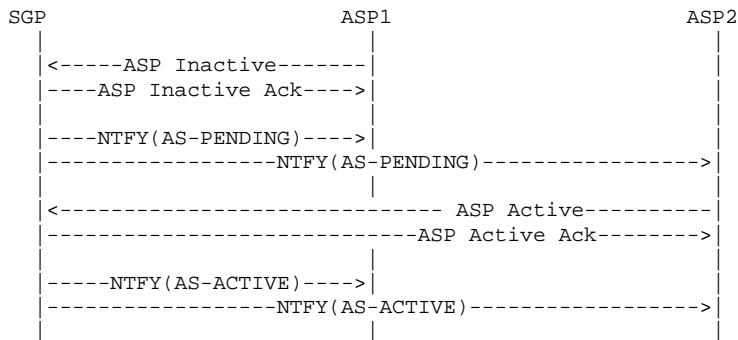 SGP ASP1 ASP2
<-----ASP Inactive-------|
|----ASP Inactive Ack---->|
|----NTFY(AS-PENDING)---->|
|-----------------NTFY(AS-PENDING)----------------->|
|<------------------------------ ASP Active----------|
|-----------------------------ASP Active Ack-------->|
|-----NTFY(AS-ACTIVE)---->|
|-----------------NTFY(AS-ACTIVE)------------------>|